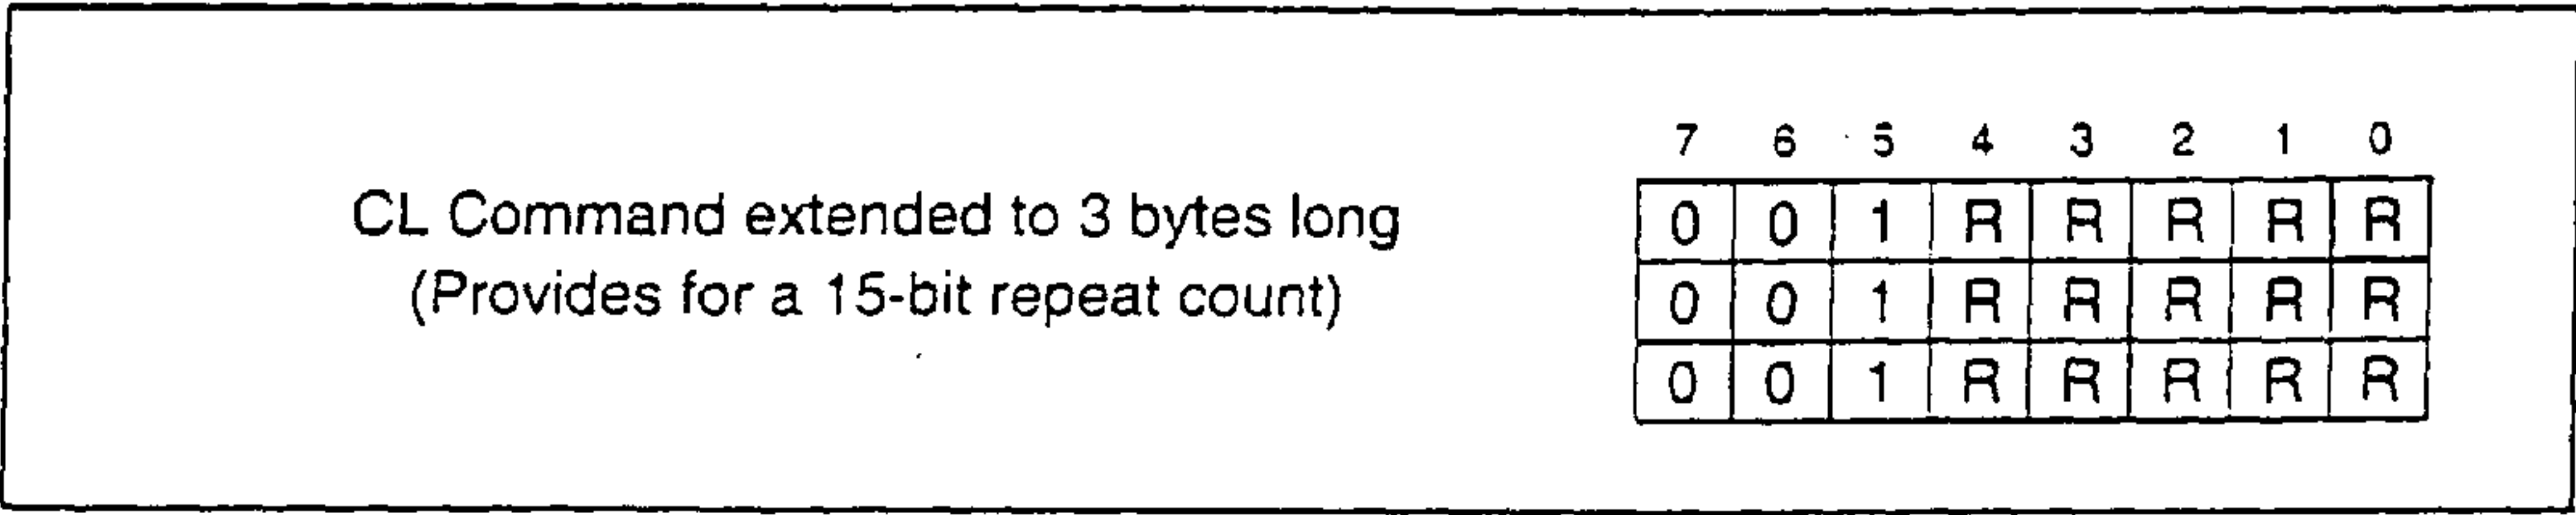 CL Command extended to 3 bytes long
(Provides for a 15-bit repeat count)
7 6 5 4 3 2 1 0
0 0 1 R R R R R
0 0 1 R R R R R
0 0 1 R R R R R